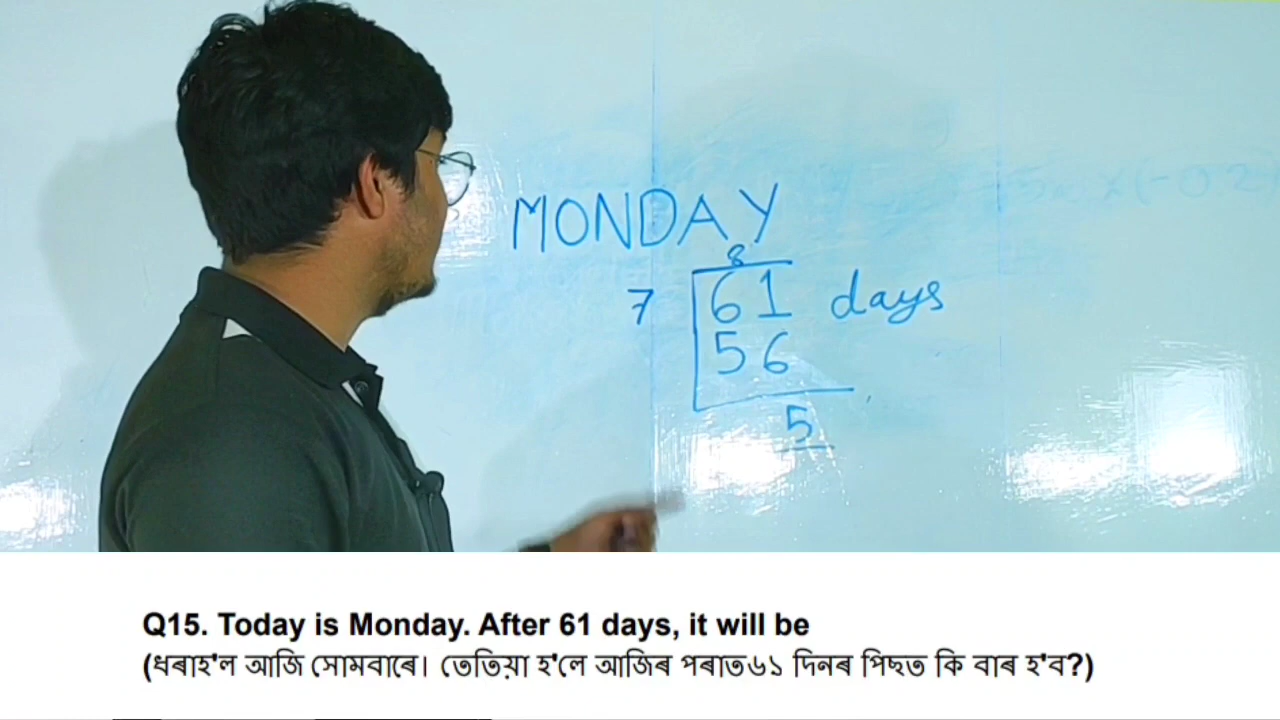 MONDAY
8
7 61 days
56
5
Q15. Today is Monday. After 61 days, it will be
(ধৰাহ'ল আজি সোমবাৰে। তেতিয়া হ'লে আজিৰ পৰাত৬১ দিনৰ পিছত কি বাৰ হ'ব?)